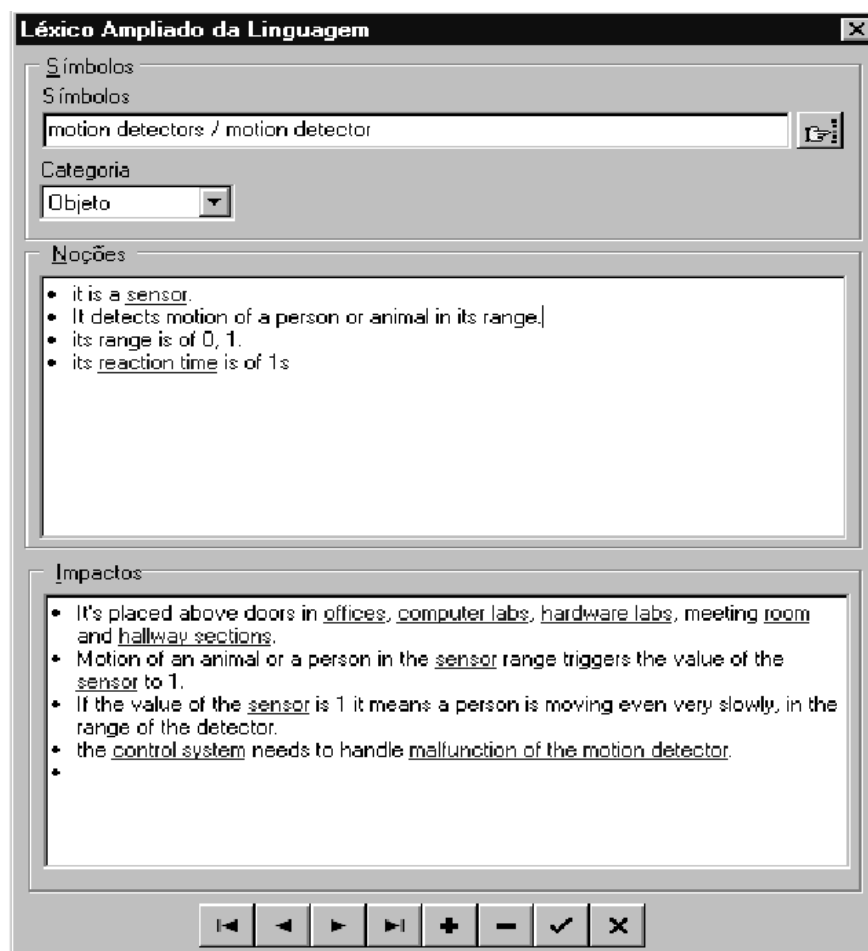 Léxico Ampliado da Linguagem
Símbolos
Símbolos
motion detectors / motion detector
Categoria
Objeto
Noções
• it is a sensor.
• It detects motion of a person or animal in its range.
• its range is of 0, 1.
• its reaction time is of 1s
Impactos
• It's placed above doors in offices, computer labs, hardware labs, meeting room
and hallway sections.
• Motion of an animal or a person in the sensor range triggers the value of the
sensor to 1.
• If the value of the sensor is 1 it means a person is moving even very slowly, in the
range of the detector.
• the control system needs to handle malfunction of the motion detector.
•